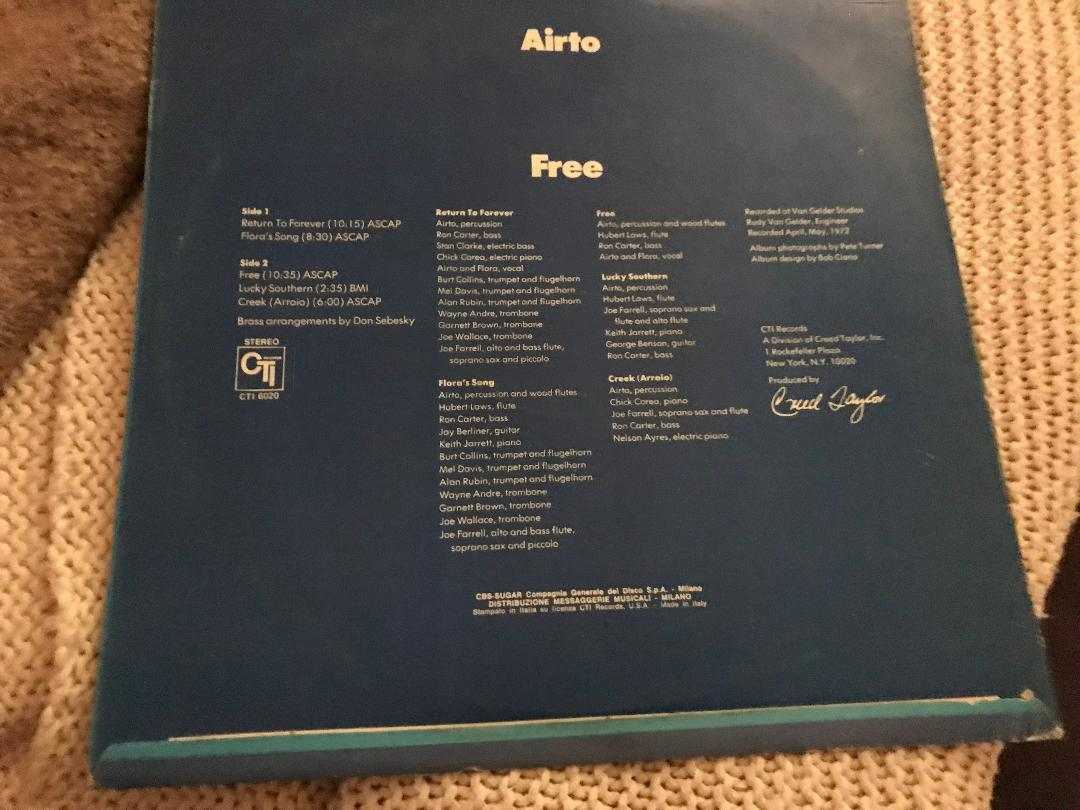 Airto
Free
Side 1
Return To Forever (10:15) ASCAP
Flora's Song (8:30) ASCAP
Side 2
Free (10:35) ASCAP
Lucky Southern (2:35) BMI
Creek (Arroio) (6:00) ASCAP
Brass arrangements by Don Sebesky
STEREO
CTI
CTI 6020
Return To Forever
Airto, percussion
Ron Carter, bass
Stan Clarke, electric bass
Chick Corea, electric piano
Airto and Flora, vocal
Burt Collins, trumpet and flugelhorn
Mel Davis, trumpet and flugelhorn
Alan Rubin, trumpet and flugelhorn
Wayne Andre, trombone
Garnett Brown, trombone
Joe Wallace, trombone
Joe Farrell, alto and bass flute,
soprano sax and piccolo
Flora's Song
Airto, percussion and wood flutes
Hubert Laws, flute
Ron Carter, bass
Jay Berliner, guitar
Keith Jarrett, piano
Burt Collins, trumpet and flugelhorn
Mel Davis, trumpet and flugelhorn
Alan Rubin, trumpet and flugelhorn
Wayne Andre, trombone
Garnett Brown, trombone
Joe Wallace, trombone
Joe Farrell, alto and bass flute,
soprano sax and piccolo
Free
Airto, percussion and wood flutes
Hubert Laws, flute
Ron Carter, bass
Airto and Flora, vocal
Lucky Southern
Airto, percussion
Hubert Laws, flute
Joe Farrell, soprano sax and
flute and alto flute
Keith Jarrett, piano
George Benson, guitar
Ron Carter, bass
Creek (Arroio)
Airto, percussion
Chick Corea, piano
Joe Farrell, soprano sax and flute
Ron Carter, bass
Nelson Ayres, electric piano
Recorded at Van Gelder Studios
Rudy Van Gelder, Engineer
Recorded April, May, 1972
Album photographs by Pete Turner
Album design by Bob Ciano
CTI Records
A Division of Creed Taylor, Inc.
1 Rockefeller Plaza
New York, N.Y. 10020
Produced by
Creed Taylor
CBS-SUGAR Compagnia Generale del Disco S.p.A. - Milano
DISTRIBUZIONE MESSAGGERIE MUSICALI - MILANO
Stampato in Italia su licenza CTI Records, U.S.A. - Made in Italy